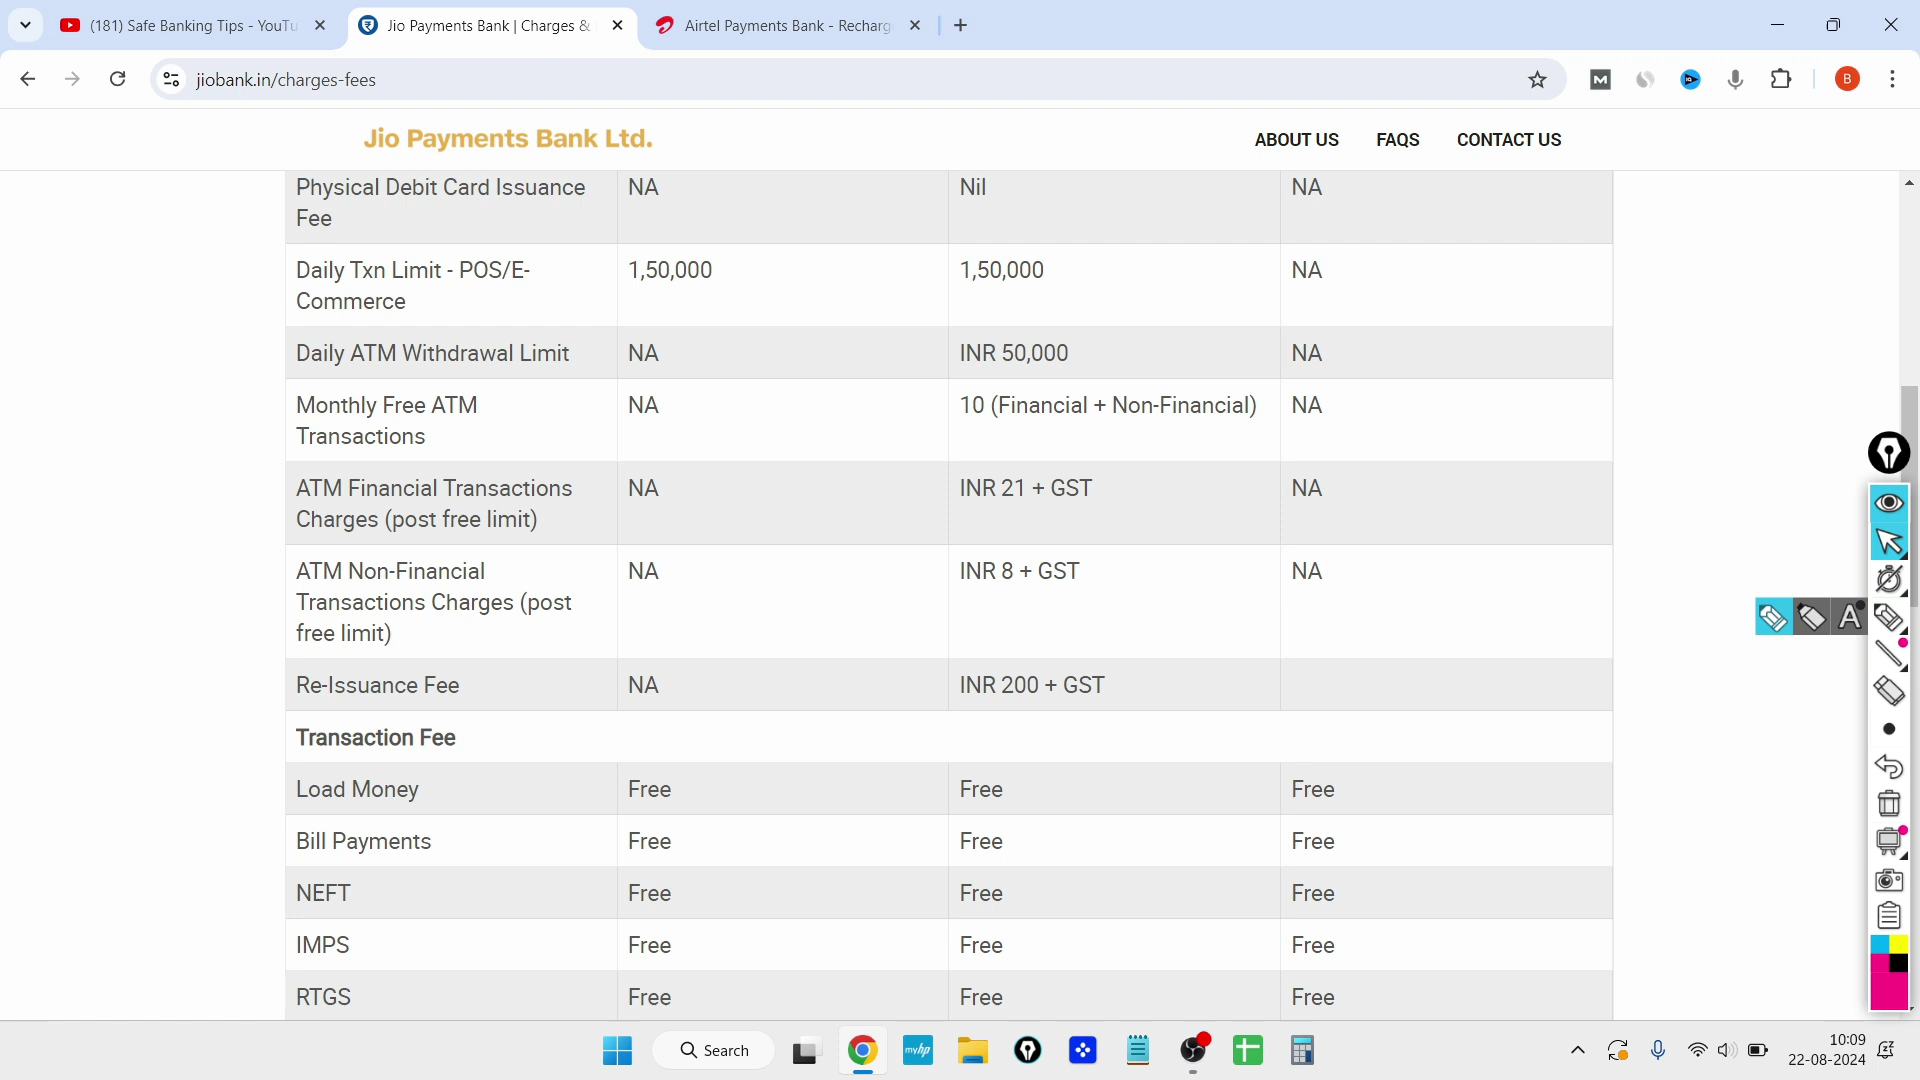 (181) Safe Banking Tips - YouTu
Jio Payments Bank | Charges &
Airtel Payments Bank - Recharg
jiobank.in/charges-fees
M
B
Jio Payments Bank Ltd.
ABOUT US
FAQS
CONTACT US
Physical Debit Card Issuance
Fee
NA
Nil
NA
Daily Txn Limit - POS/E-
Commerce
1,50,000
1,50,000
NA
Daily ATM Withdrawal Limit
NA
INR 50,000
NA
Monthly Free ATM
Transactions
NA
10 (Financial + Non-Financial)
NA
ATM Financial Transactions
Charges (post free limit)
NA
INR 21 + GST
NA
ATM Non-Financial
Transactions Charges (post
free limit)
NA
INR 8 + GST
NA
Re-Issuance Fee
NA
INR 200 + GST
Transaction Fee
Load Money
Free
Free
Free
Bill Payments
Free
Free
Free
NEFT
Free
Free
Free
IMPS
Free
Free
Free
RTGS
Free
Free
Free
A
Search
myhp
10:09
22-08-2024